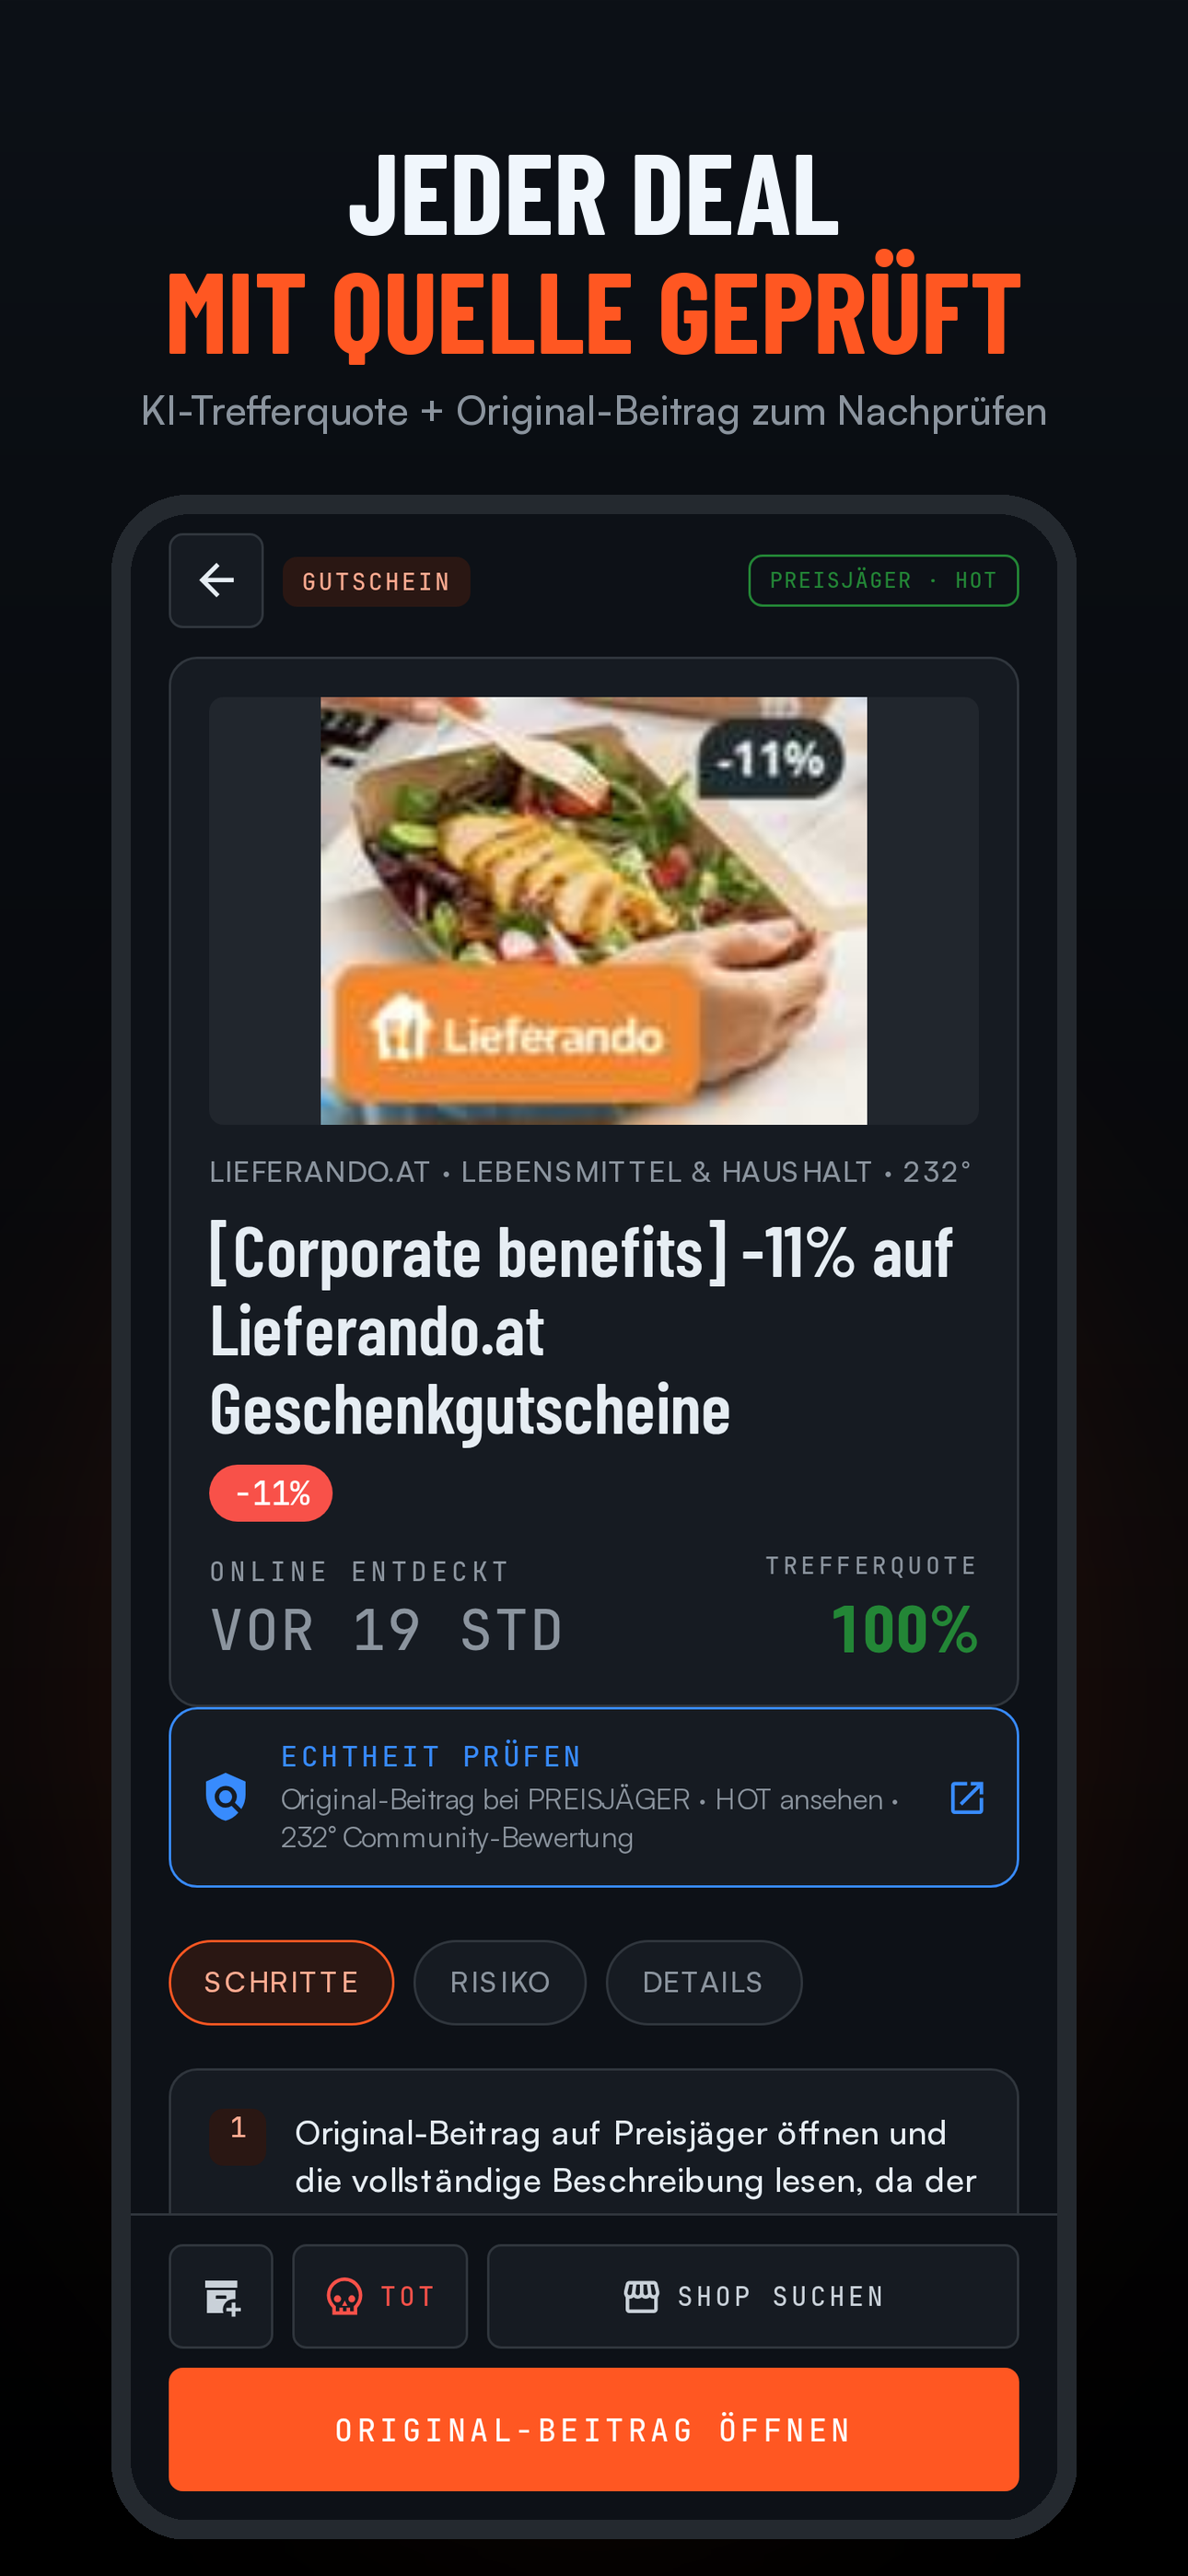 JEDER DEAL
MIT QUELLE GEPRÜFT
KI-Trefferquote + Original-Beitrag zum Nachprüfen
GUTSCHEIN
PREISJÄGER · HOT
-11%
Lieferando
LIEFERANDO.AT · LEBENSMITTEL & HAUSHALT · 232°
[Corporate benefits] -11% auf
Lieferando.at
Geschenkgutscheine
-11%
ONLINE ENTDECKT
TREFFERQUOTE
VOR 19 STD
100%
ECHTHEIT PRÜFEN
Original-Beitrag bei PREISJÄGER · HOT ansehen ·
232° Community-Bewertung
SCHRITTE
RISIKO
DETAILS
1
Original-Beitrag auf Preisjäger öffnen und
die vollständige Beschreibung lesen, da der
TOT
SHOP SUCHEN
ORIGINAL-BEITRAG ÖFFNEN